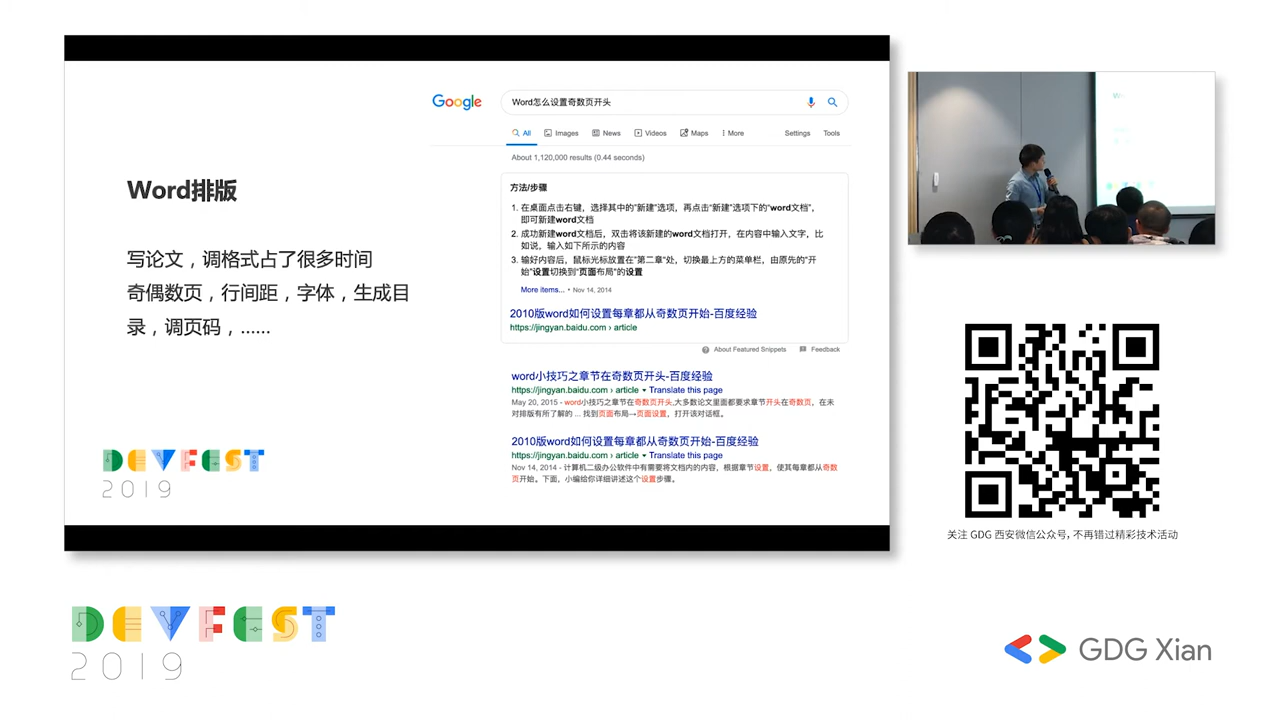 Word排版
写论文，调格式占了很多时间
奇偶数页，行间距，字体，生成目
录，调页码，......
DEVFEST
2019
Google
Word怎么设置奇数页开头
All Images News Videos Maps More Settings Tools
About 1,120,000 results (0.44 seconds)
方法/步骤
1. 在桌面点击右键，选择其中的"新建"选项，再点击"新建"选项下的"word文档"，
即可新建word文档
2. 成功新建word文档后，双击将该新建的word文档打开，在内容中输入文字，比
如说，输入如下所示的内容
3. 输好内容后，鼠标光标放置在"第二章"处，切换最上方的菜单栏，由原先的"开
始"设置切换到"页面布局"的设置
More items... • Nov 14, 2014
2010版word如何设置每章都从奇数页开始-百度经验
https://jingyan.baidu.com › article
About Featured Snippets Feedback
word小技巧之章节在奇数页开头-百度经验
https://jingyan.baidu.com › article ▾ Translate this page
May 20, 2015 - word小技巧之章节在奇数页开头,大多数论文里面都要求章节开头在奇数页，在未
对排版有所了解的 ... 找到页面布局→页面设置，打开该对话框。
2010版word如何设置每章都从奇数页开始-百度经验
https://jingyan.baidu.com › article ▾ Translate this page
Nov 14, 2014 - 计算机二级办公软件中有需要将文档内的内容，根据章节设置，使其每章都从奇数
页开始。下面，小编给你详细讲述这个设置步骤。
关注 GDG 西安微信公众号, 不再错过精彩技术活动
DEVFEST
2019
GDG Xian